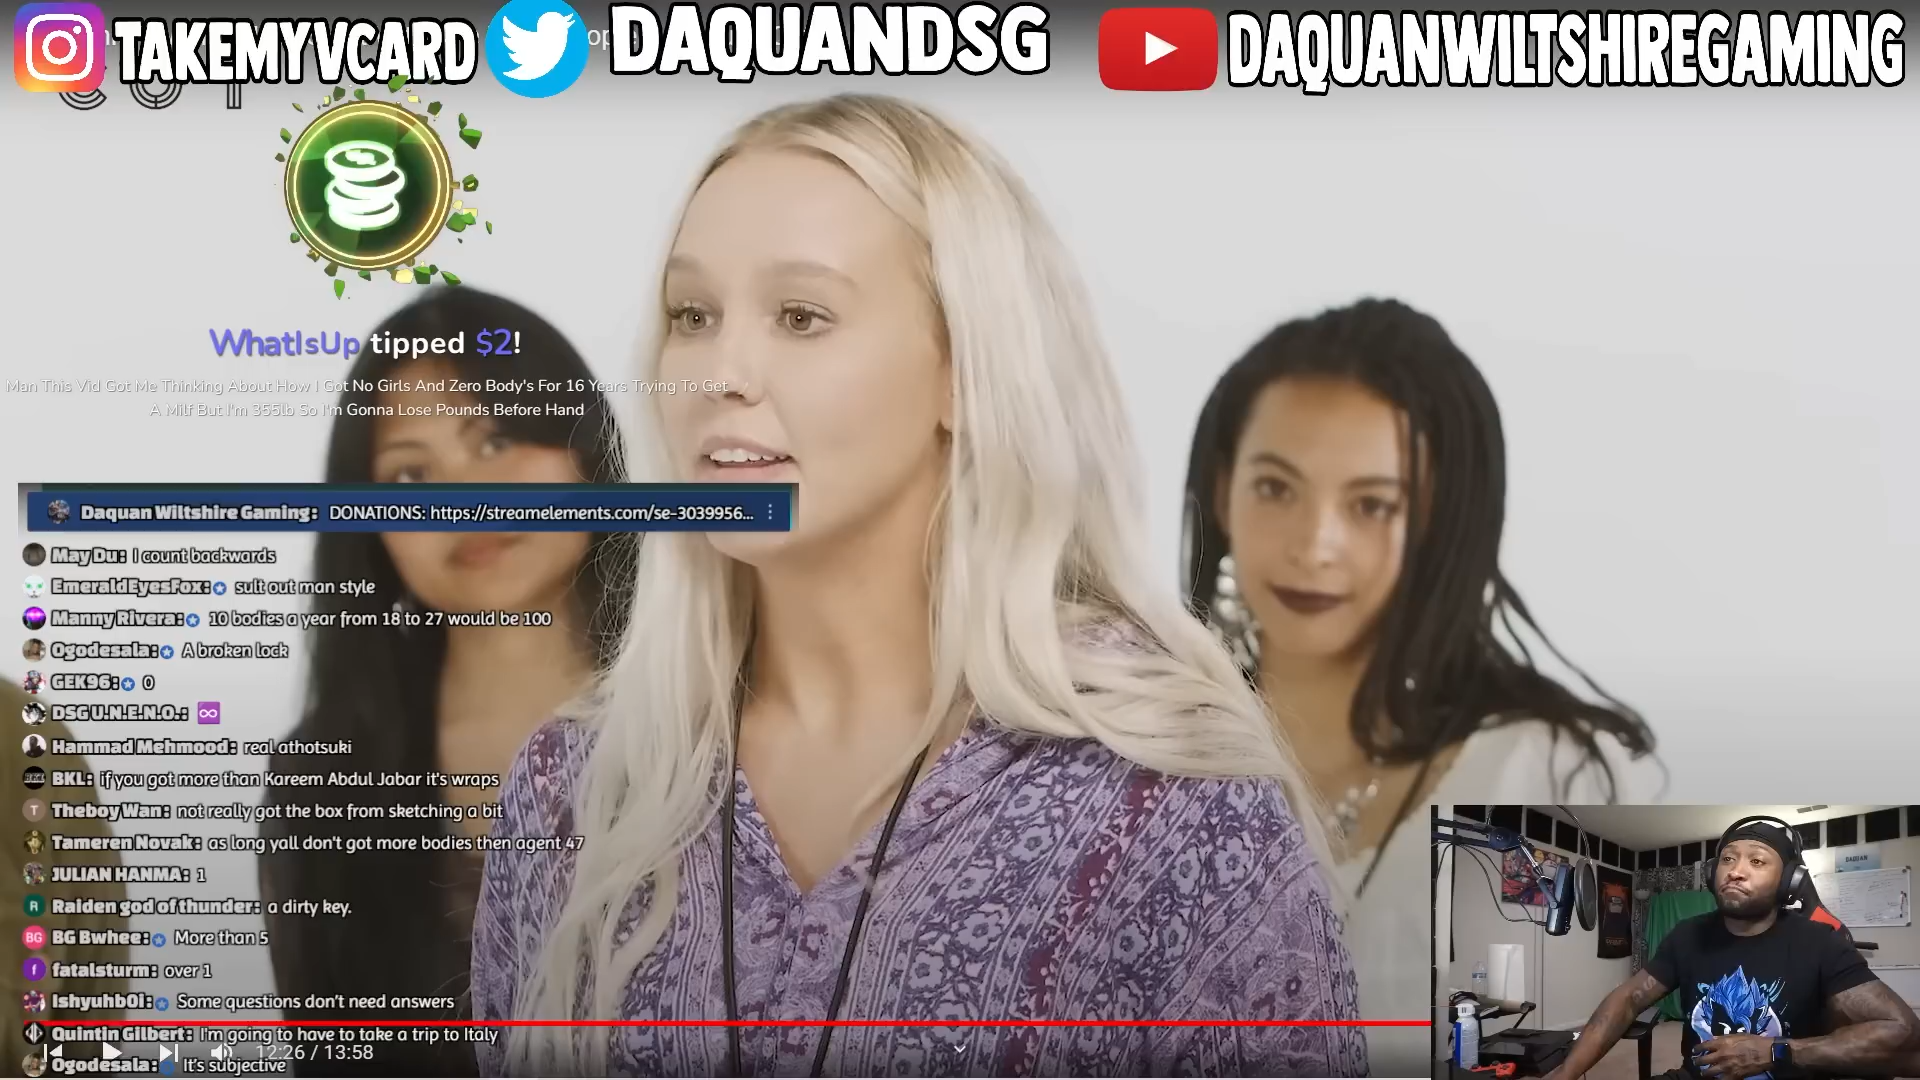 TAKEMYVCARD
DAQUANDSG
DAQUANWILTSHIREGAMING
CUT
WhatIsUp tipped $2!
Man This Vid Got Me Thinking About How I Got No Girls And Zero Body's For 16 Years Trying To Get
A Milf But I'm 355lb So I'm Gonna Lose Pounds Before Hand
Daquan Wiltshire Gaming: DONATIONS: https://streamelements.com/se-3039956...
May Du: I count backwards
EmeraldEyesFox: sult out man style
Manny Rivera: 10 bodies a year from 18 to 27 would be 100
Ogodesala: A broken lock
GEK96: 0
DSG U.N.E.N.O.: ♾️
Hammad Mehmood: real athotsuki
BKL: if you got more than Kareem Abdul Jabar it's wraps
Theboy Wan: not really got the box from sketching a bit
Tameren Novak: as long yall don't got more bodies then agent 47
JULIAN HANMA: 1
Raiden god of thunder: a dirty key.
BG Bwhee: More than 5
fatalsturm: over 1
Ishyuhb0i: Some questions don't need answers
Quintin Gilbert: I'm going to have to take a trip to Italy
12:26 / 13:58
Ogodesala: It's subjective
DAQUAN